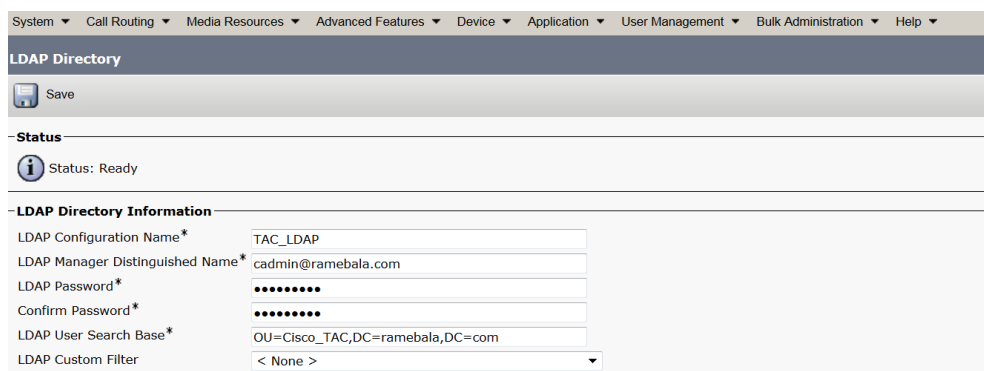 System ▼ Call Routing ▼ Media Resources ▼ Advanced Features ▼ Device ▼ Application ▼ User Management ▼ Bulk Administration ▼ Help ▼
LDAP Directory
Save
Status
i Status: Ready
LDAP Directory Information
LDAP Configuration Name* TAC_LDAP
LDAP Manager Distinguished Name* cadmin@ramebala.com
LDAP Password* •••••••••
Confirm Password* •••••••••
LDAP User Search Base* OU=Cisco_TAC,DC=ramebala,DC=com
LDAP Custom Filter < None > ▼